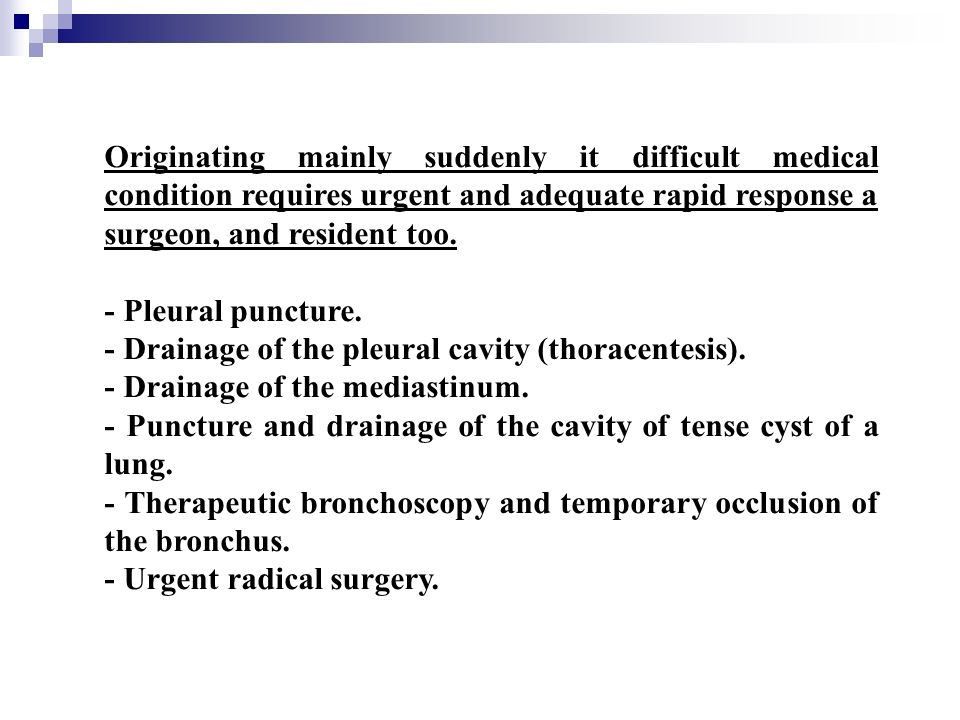 Originating mainly suddenly it difficult medical
condition requires urgent and adequate rapid response a
surgeon, and resident too.
- Pleural puncture.
- Drainage of the pleural cavity (thoracentesis).
- Drainage of the mediastinum.
- Puncture and drainage of the cavity of tense cyst of a
lung.
- Therapeutic bronchoscopy and temporary occlusion of
the bronchus.
- Urgent radical surgery.